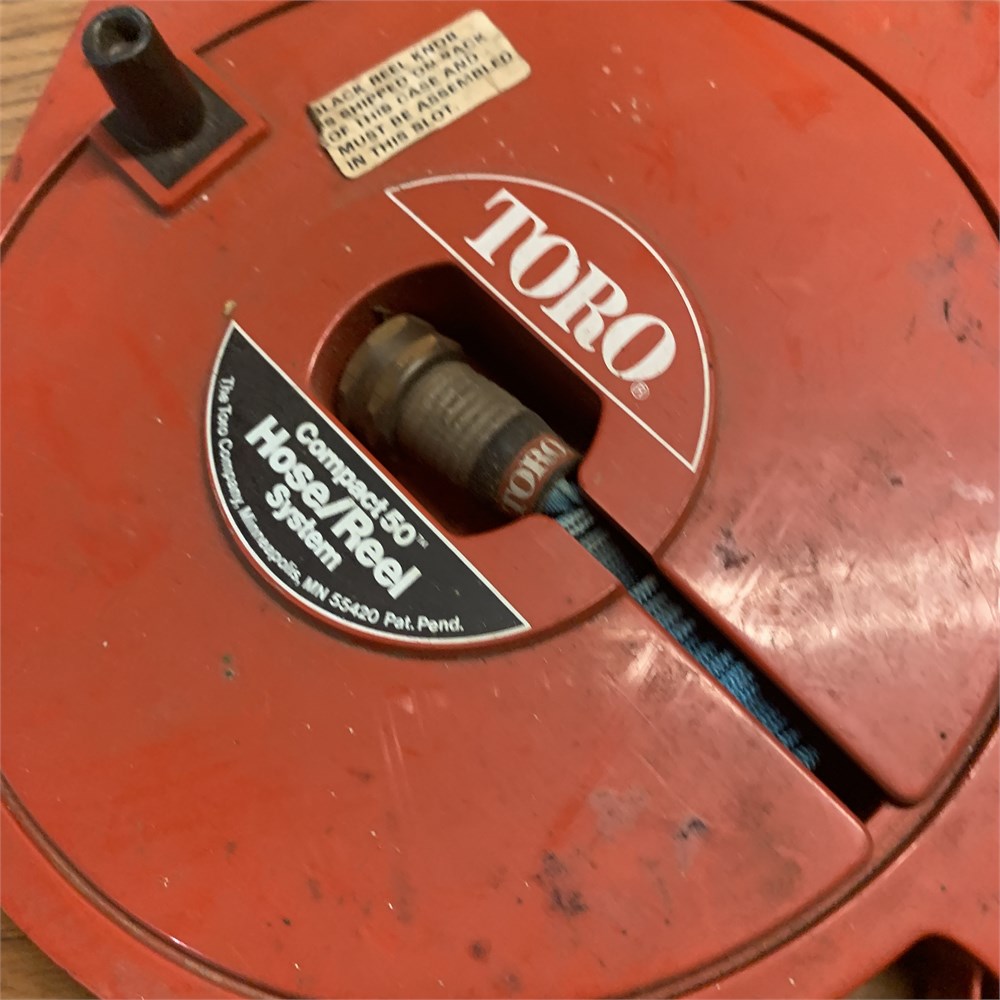 BLACK REEL KNOB
IS SHIPPED ON BACK
OF THIS CASE AND
MUST BE ASSEMBLED
IN THIS SLOT.
TORO®
TORO
Compact 50™
Hose/Reel
System
The Toro Company, Minneapolis, MN 55420 Pat. Pend.